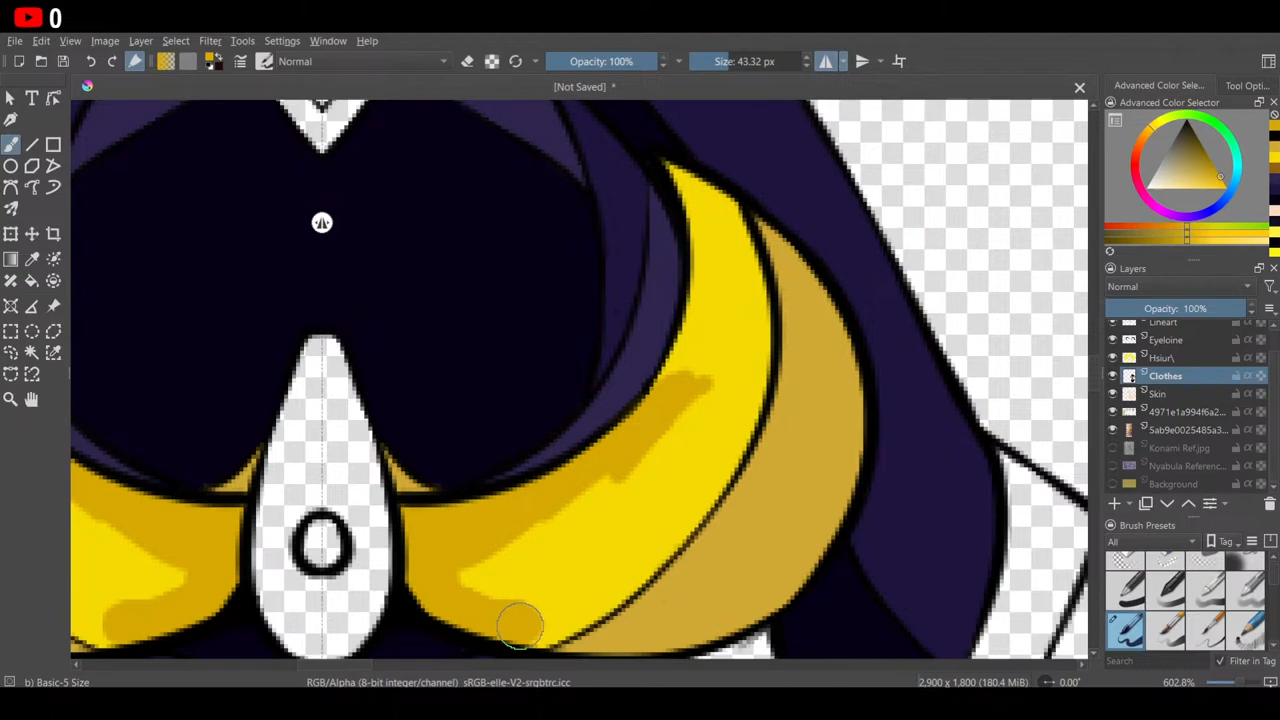 0
File Edit View Image Layer Select Filter Tools Settings Window Help
Normal Opacity: 100% Size: 43.32 px
[Not Saved] *
Advanced Color Sele... Tool Opti...
Advanced Color Selector
Layers
Normal
Opacity: 100%
Lineart
Eyeloine
Hsiur\
Clothes
Skin
4971e1a994f6a2...
5ab9e0025485a3...
Konami Ref.jpg
Nyabula Referenc...
Background
Brush Presets
All Tag
Search Filter in Tag
b) Basic-5 Size RGB/Alpha (8-bit integer/channel) sRGB-elle-V2-srgbtrc.icc 2,900 x 1,800 (180.4 MiB) 0.00° 602.8%